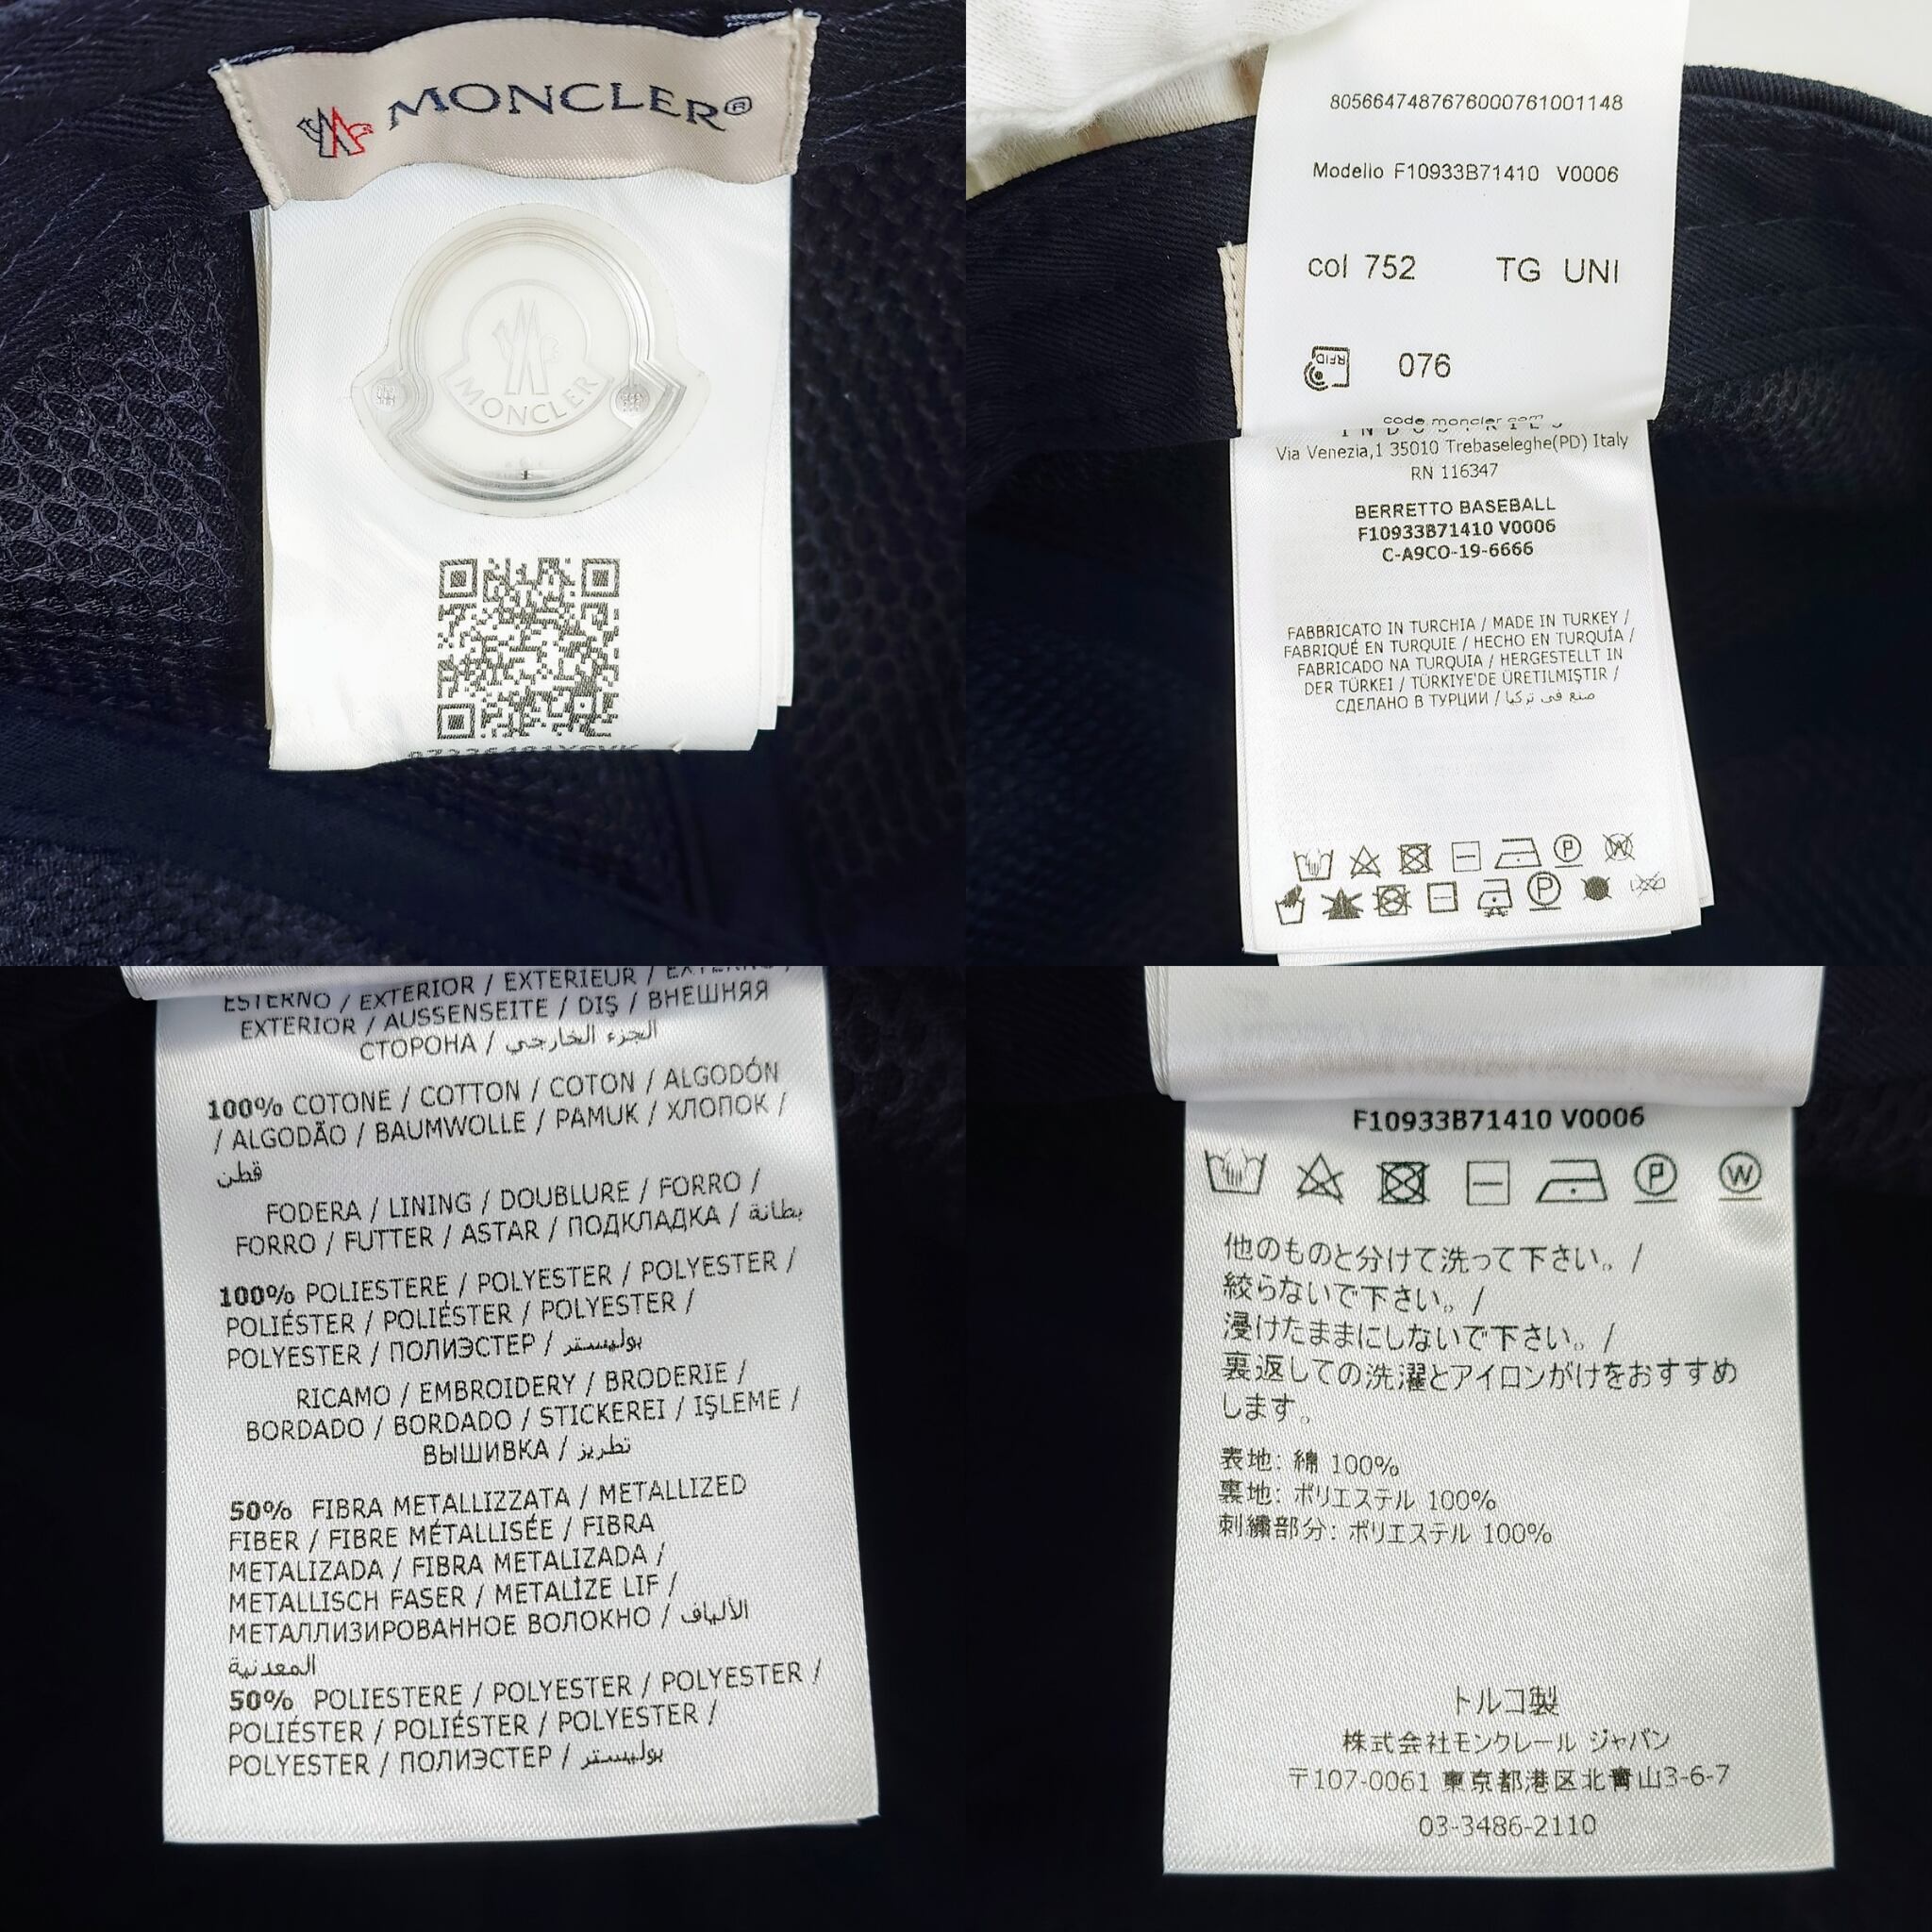 MONCLER®
MONCLER
8056647487676000761001148
Modello F10933B71410 V0006
col 752 TG UNI
RFID
076
code moncler com
INDUSTRIES
Via Venezia,1 35010 Trebaseleghe(PD) Italy
RN 116347
BERRETTO BASEBALL
F10933B71410 V0006
C-A9CO-19-6666
FABBRICATO IN TURCHIA / MADE IN TURKEY /
FABRIQUÉ EN TURQUIE / HECHO EN TURQUÍA /
FABRICADO NA TURQUIA / HERGESTELLT IN
DER TÜRKEI / TÜRKIYE'DE ÜRETILMIŞTIR /
СДЕЛАНО В ТУРЦИИ / صنع في تركيا
P W
P
ESTERNO / EXTERIOR / EXTERIEUR / EXTERNO /
EXTERIOR / AUSSENSEITE / DIŞ / ВНЕШНЯЯ
СТОРОНА / الجزء الخارجي
100% COTONE / COTTON / COTON / ALGODÓN
/ ALGODÃO / BAUMWOLLE / PAMUK / ХЛОПОК /
قطن
FODERA / LINING / DOUBLURE / FORRO /
FORRO / FUTTER / ASTAR / ПОДКЛАДКА / بطانة
100% POLIESTERE / POLYESTER / POLYESTER /
POLIÉSTER / POLIÉSTER / POLYESTER /
POLYESTER / ПОЛИЭСТЕР / بوليستر
RICAMO / EMBROIDERY / BRODERIE /
BORDADO / BORDADO / STICKEREI / IŞLEME /
ВЫШИВКА / تطريز
50% FIBRA METALLIZZATA / METALLIZED
FIBER / FIBRE MÉTALLISÉE / FIBRA
METALIZADA / FIBRA METALIZADA /
METALLISCH FASER / METALİZE LIF /
МЕТАЛЛИЗИРОВАННОЕ ВОЛОКНО / الألياف
المعدنية
50% POLIESTERE / POLYESTER / POLYESTER /
POLIÉSTER / POLIÉSTER / POLYESTER /
POLYESTER / ПОЛИЭСТЕР / بوليستر
F10933B71410 V0006
P W
他のものと分けて洗って下さい。/
絞らないで下さい。/
浸けたままにしないで下さい。/
裏返しての洗濯とアイロンがけをおすすめ
します。
表地: 綿 100%
裏地: ポリエステル 100%
刺繍部分: ポリエステル 100%
トルコ製
株式会社モンクレール ジャパン
〒107-0061 東京都港区北青山3-6-7
03-3486-2110